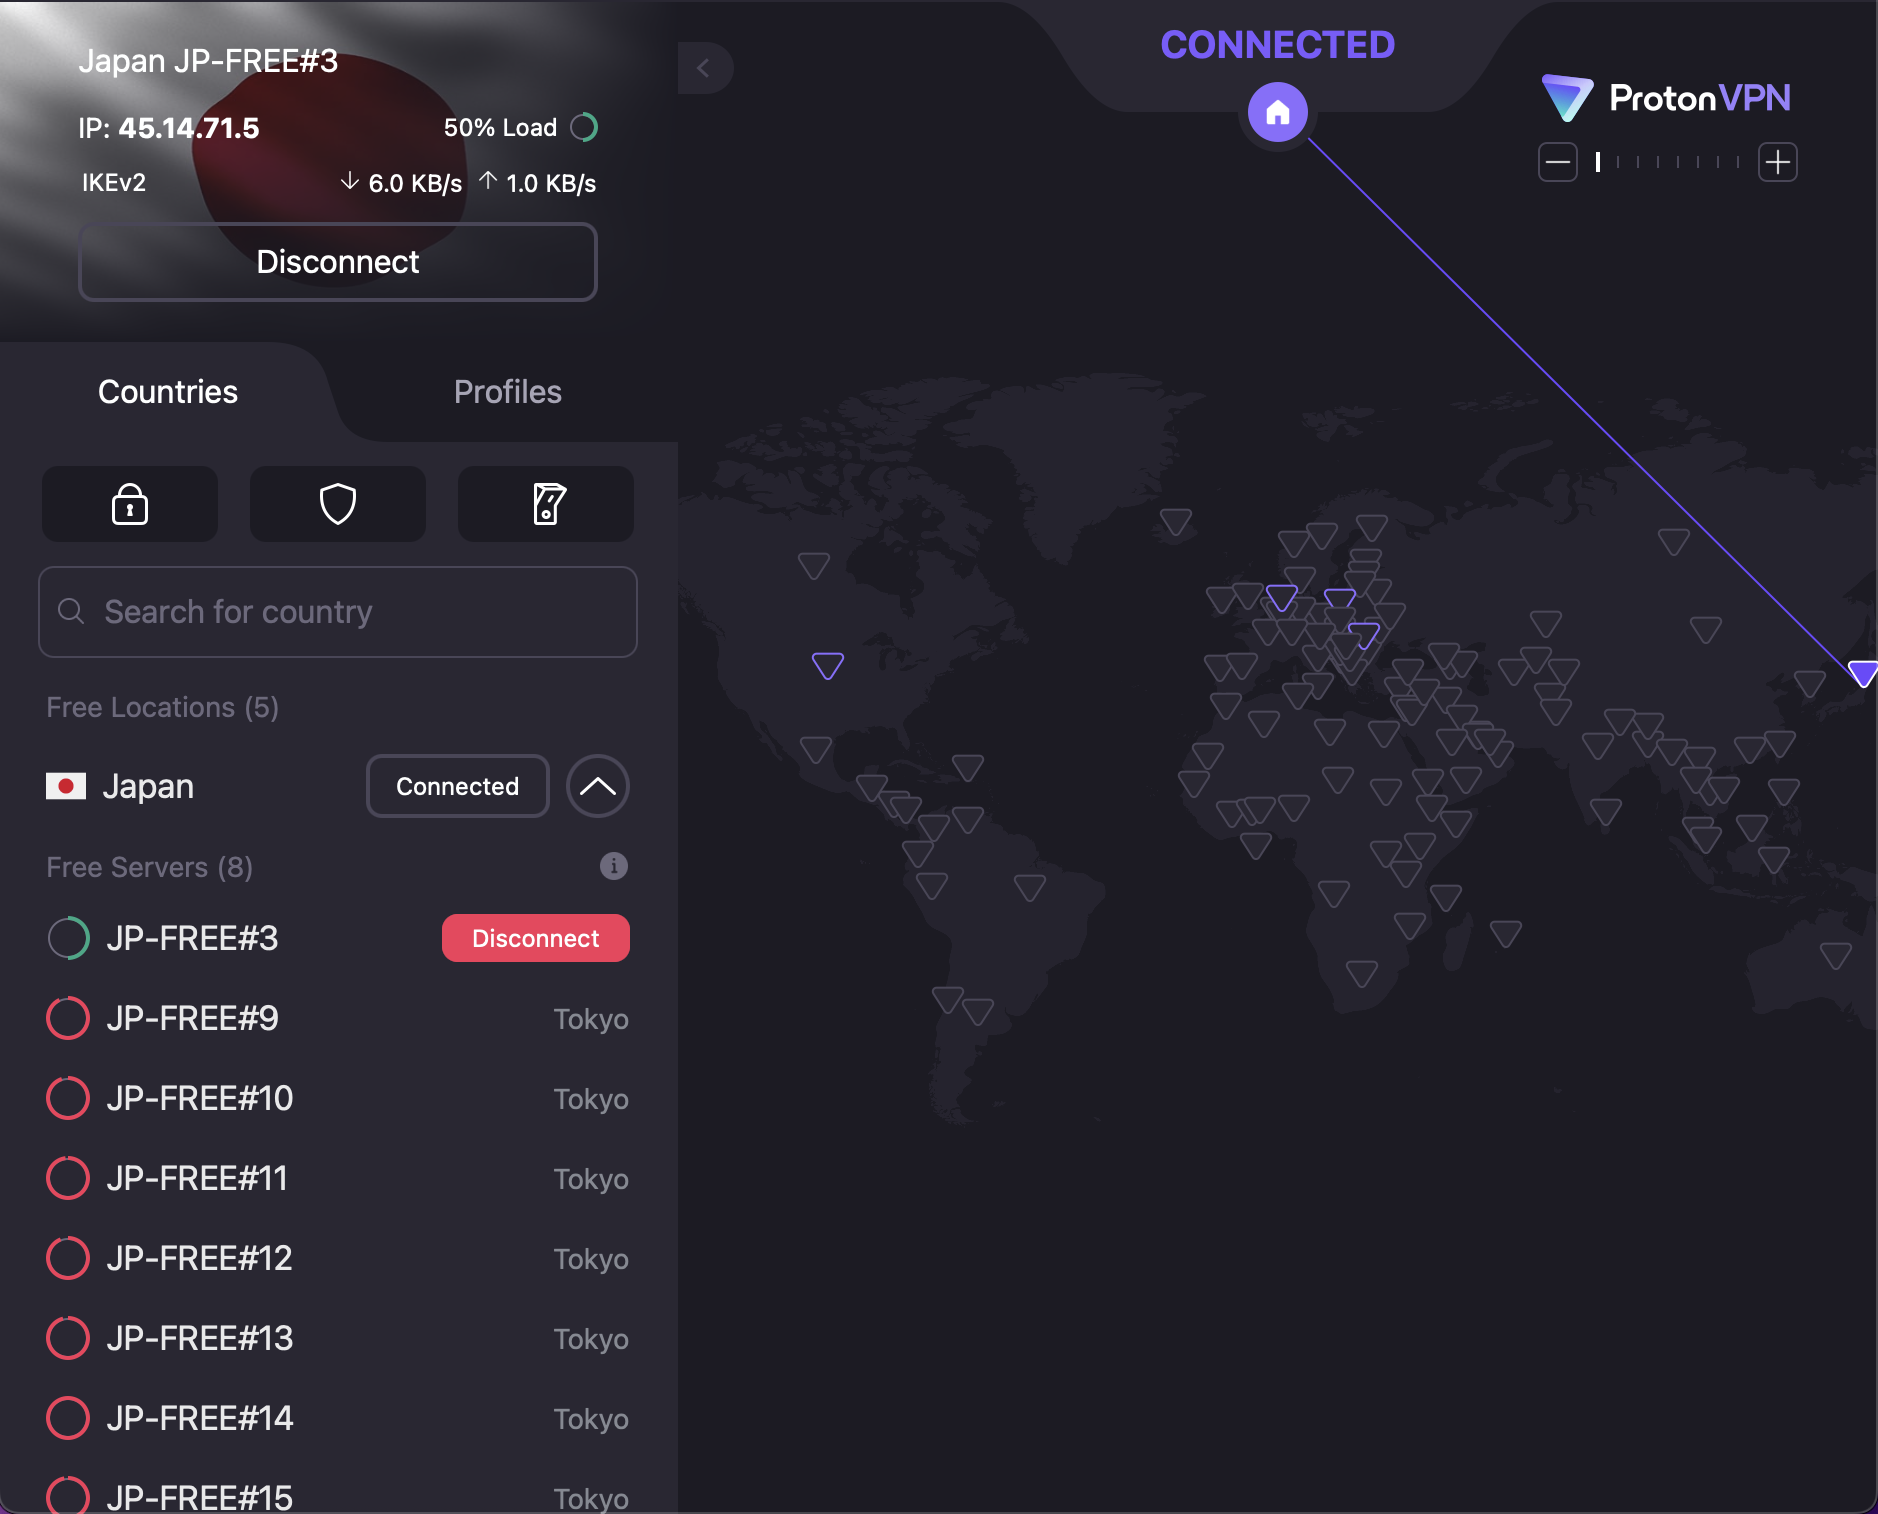 Japan JP-FREE#3
IP: 45.14.71.5
50% Load
IKEv2
↓ 6.0 KB/s ↑ 1.0 KB/s
Disconnect
Countries
Profiles
Search for country
Free Locations (5)
Japan
Connected
Free Servers (8)
JP-FREE#3
Disconnect
JP-FREE#9
Tokyo
JP-FREE#10
Tokyo
JP-FREE#11
Tokyo
JP-FREE#12
Tokyo
JP-FREE#13
Tokyo
JP-FREE#14
Tokyo
JP-FREE#15
Tokyo
CONNECTED
ProtonVPN